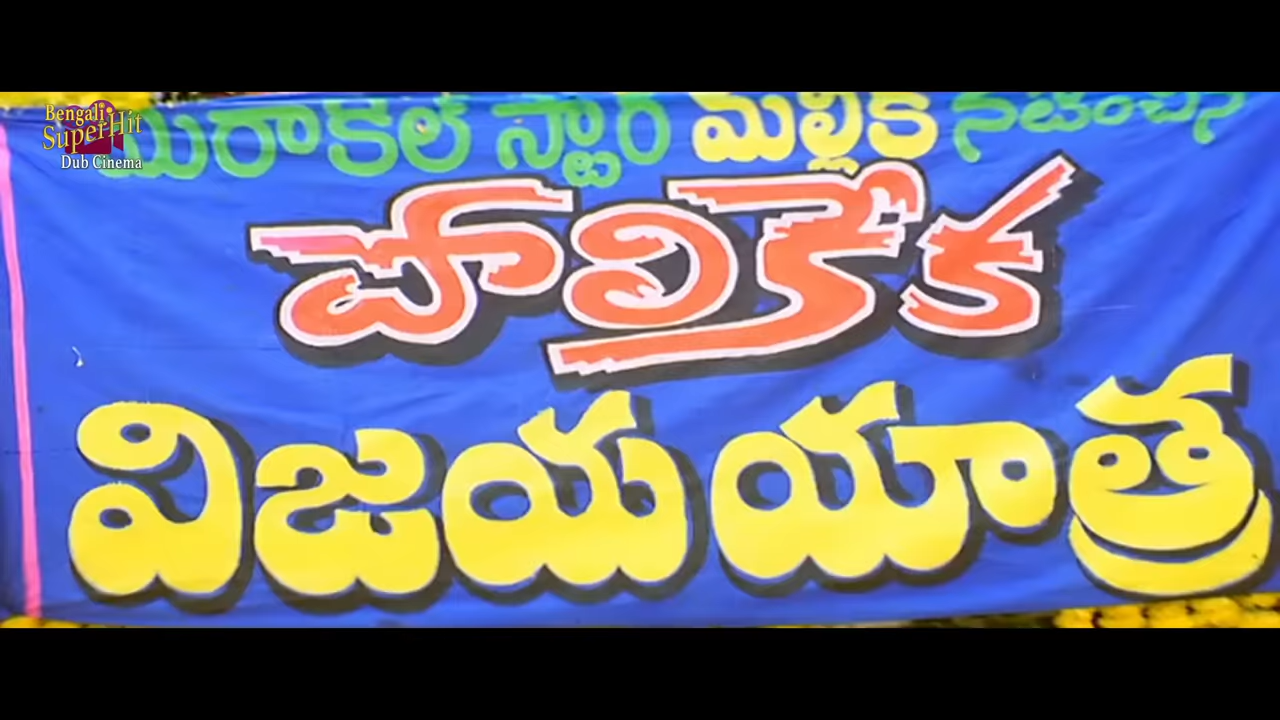 Bengali
SuperHit
Dub Cinema
మిరాకిల్ స్టార్ మల్లిక నటించిన
పొలికేక
విజయయాత్ర